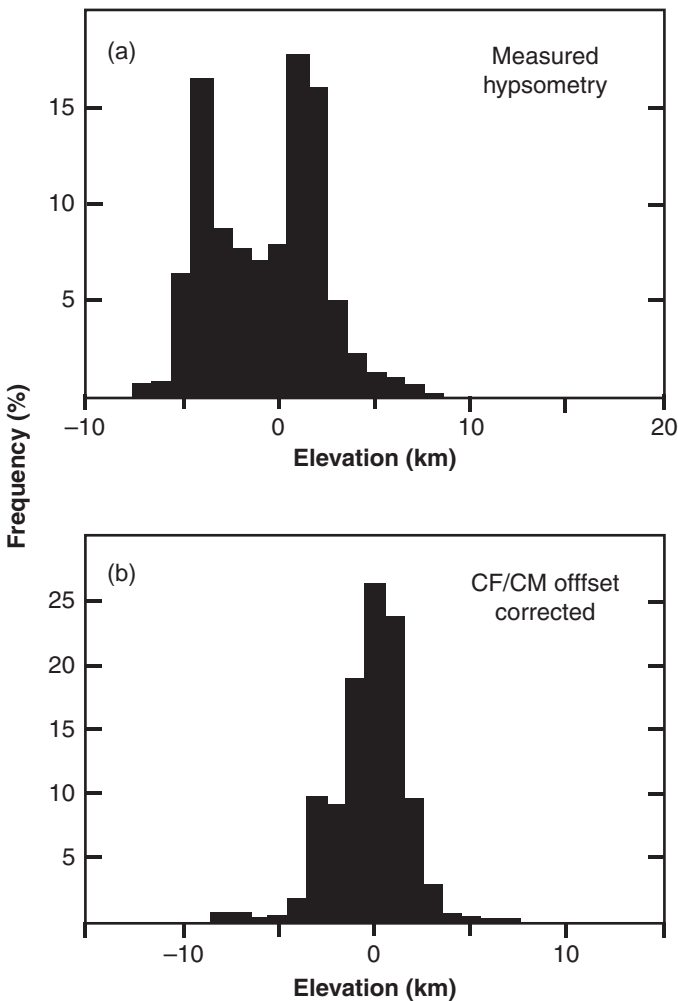 (a)
Measured
hypsometry
15
10
5
–10
0
10
20
Elevation (km)
Frequency (%)
(b)
CF/CM offfset
corrected
25
20
15
10
5
–10
0
10
Elevation (km)